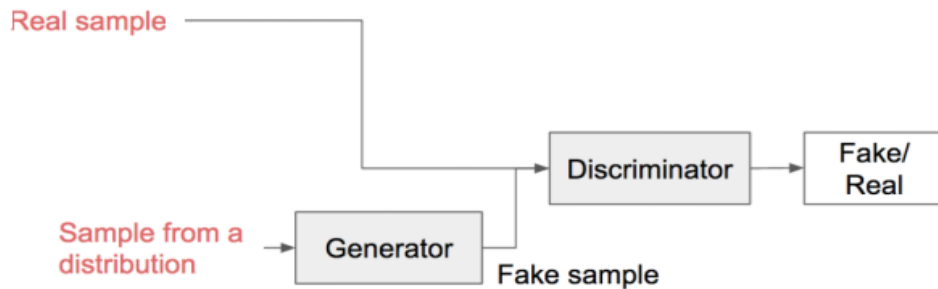 Real sample
Discriminator
Fake/
Real
Sample from a
distribution
Generator
Fake sample